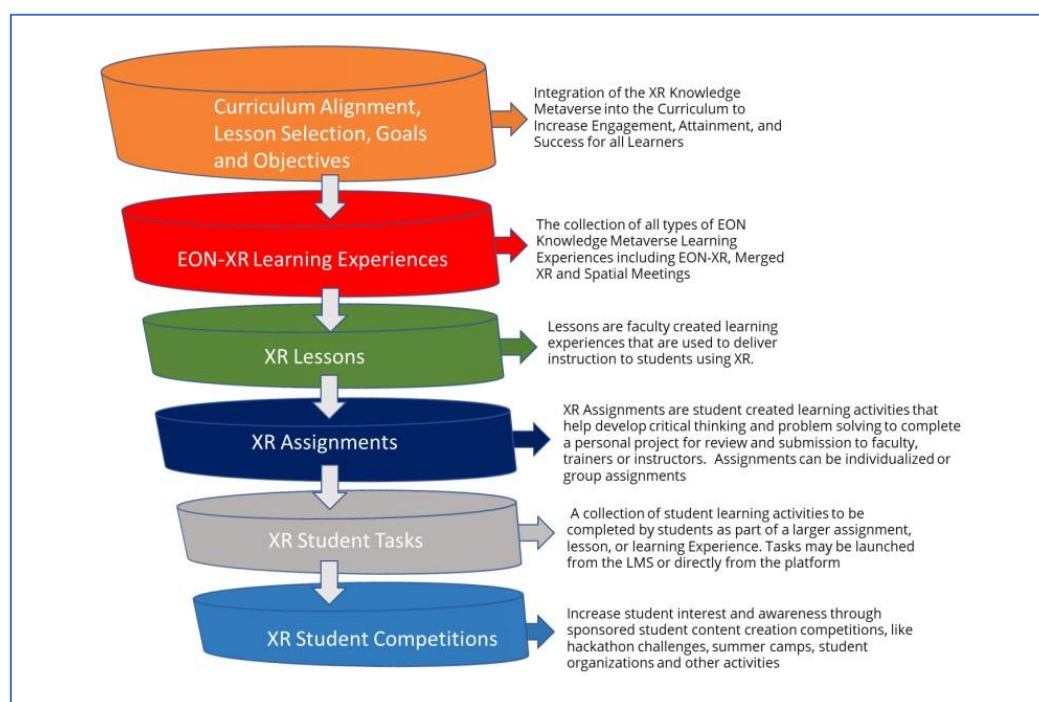 Curriculum Alignment,
Lesson Selection, Goals
and Objectives
Integration of the XR Knowledge
Metaverse into the Curriculum to
Increase Engagement, Attainment, and
Success for all Learners
EON-XR Learning Experiences
The collection of all types of EON
Knowledge Metaverse Learning
Experiences including EON-XR, Merged
XR and Spatial Meetings
XR Lessons
Lessons are faculty created learning
experiences that are used to deliver
instruction to students using XR.
XR Assignments
XR Assignments are student created learning activities that
help develop critical thinking and problem solving to complete
a personal project for review and submission to faculty,
trainers or instructors.  Assignments can be individualized or
group assignments
XR Student Tasks
A collection of student learning activities to be
completed by students as part of a larger assignment,
lesson, or learning Experience. Tasks may be launched
from the LMS or directly from the platform
XR Student Competitions
Increase student interest and awareness through
sponsored student content creation competitions, like
hackathon challenges, summer camps, student
organizations and other activities